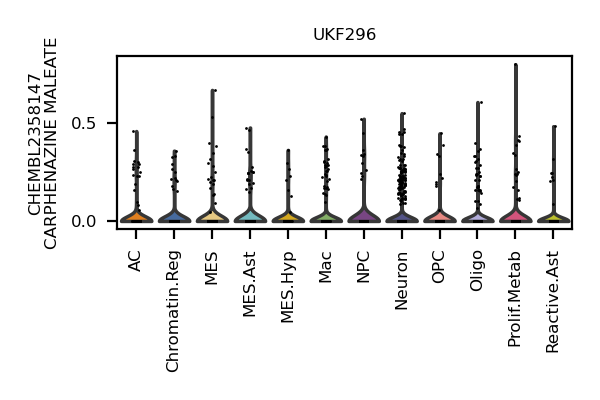 UKF296
CHEMBL2358147
CARPHENAZINE MALEATE
0.5
0.0
AC
Chromatin.Reg
MES
MES.Ast
MES.Hyp
Mac
NPC
Neuron
OPC
Oligo
Prolif.Metab
Reactive.Ast